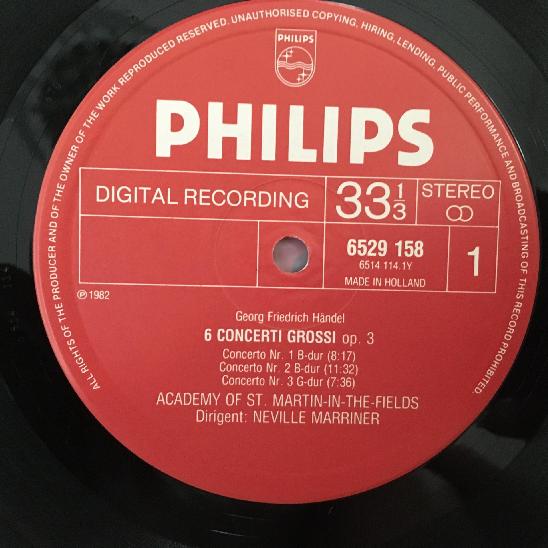 ALL RIGHTS OF THE PRODUCER AND OF THE OWNER OF THE WORK REPRODUCED RESERVED. UNAUTHORISED COPYING, HIRING, LENDING, PUBLIC PERFORMANCE AND BROADCASTING OF THIS RECORD PROHIBITED.
PHILIPS
PHILIPS
DIGITAL RECORDING
33 1/3
STEREO
6529 158
6514 114.1Y
MADE IN HOLLAND
1
℗ 1982
Georg Friedrich Händel
6 CONCERTI GROSSI op. 3
Concerto Nr. 1 B-dur (8:17)
Concerto Nr. 2 B-dur (11:32)
Concerto Nr. 3 G-dur (7:36)
ACADEMY OF ST. MARTIN-IN-THE-FIELDS
Dirigent: NEVILLE MARRINER